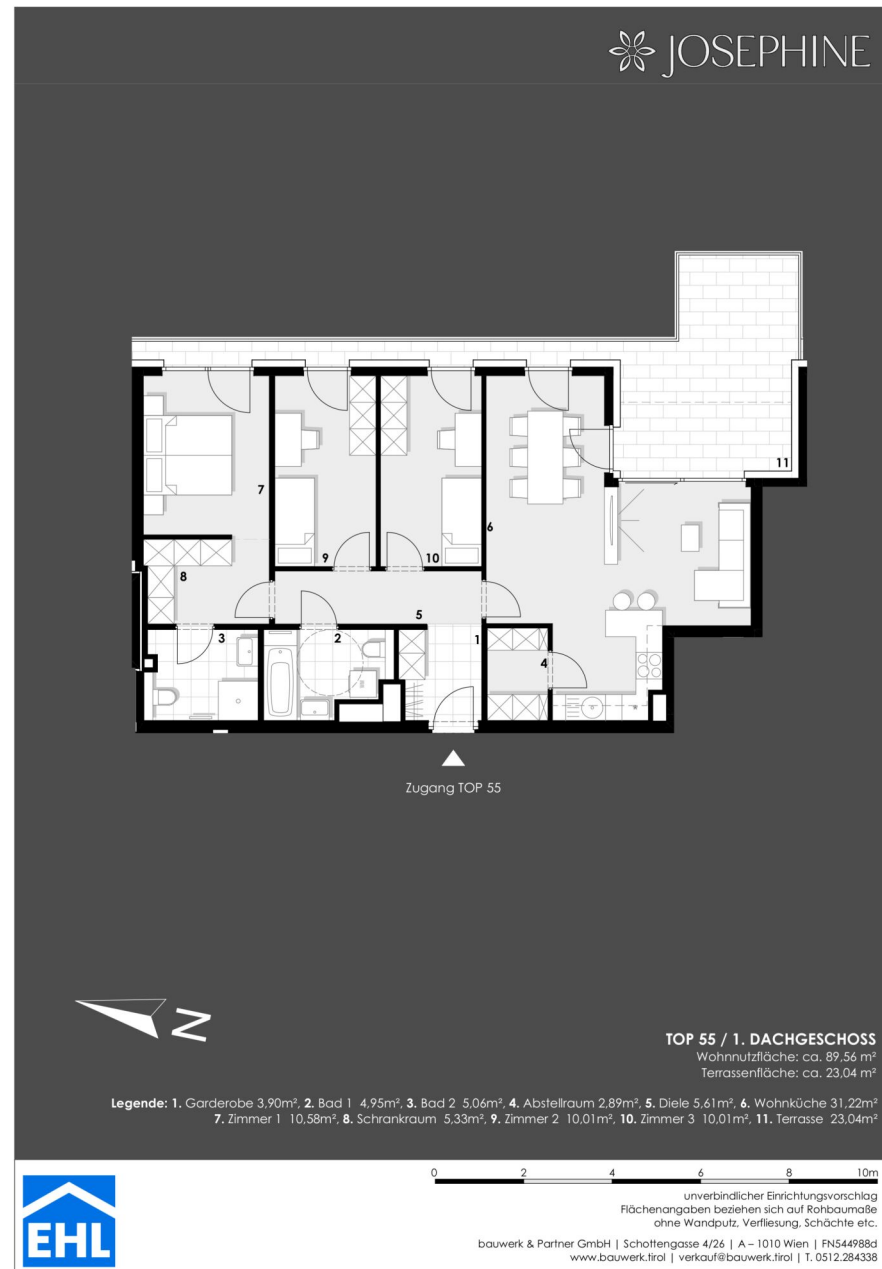 JOSEPHINE
11
7
9
10
6
8
5
3
2
1
4
Zugang TOP 55
N
TOP 55 / 1. DACHGESCHOSS
Wohnnutzfläche: ca. 89,56 m²
Terrassenfläche: ca. 23,04 m²
Legende: 1. Garderobe 3,90m², 2. Bad 1 4,95m², 3. Bad 2 5,06m², 4. Abstellraum 2,89m², 5. Diele 5,61m², 6. Wohnküche 31,22m²
7. Zimmer 1 10,58m², 8. Schrankraum 5,33m², 9. Zimmer 2 10,01m², 10. Zimmer 3 10,01m², 11. Terrasse 23,04m²
0 2 4 6 8 10m
unverbindlicher Einrichtungsvorschlag
Flächenangaben beziehen sich auf Rohbaumaße
ohne Wandputz, Verfliesung, Schächte etc.
EHL
bauwerk & Partner GmbH | Schottengasse 4/26 | A – 1010 Wien | FN544988d
www.bauwerk.tirol | verkauf@bauwerk.tirol | T. 0512.284338